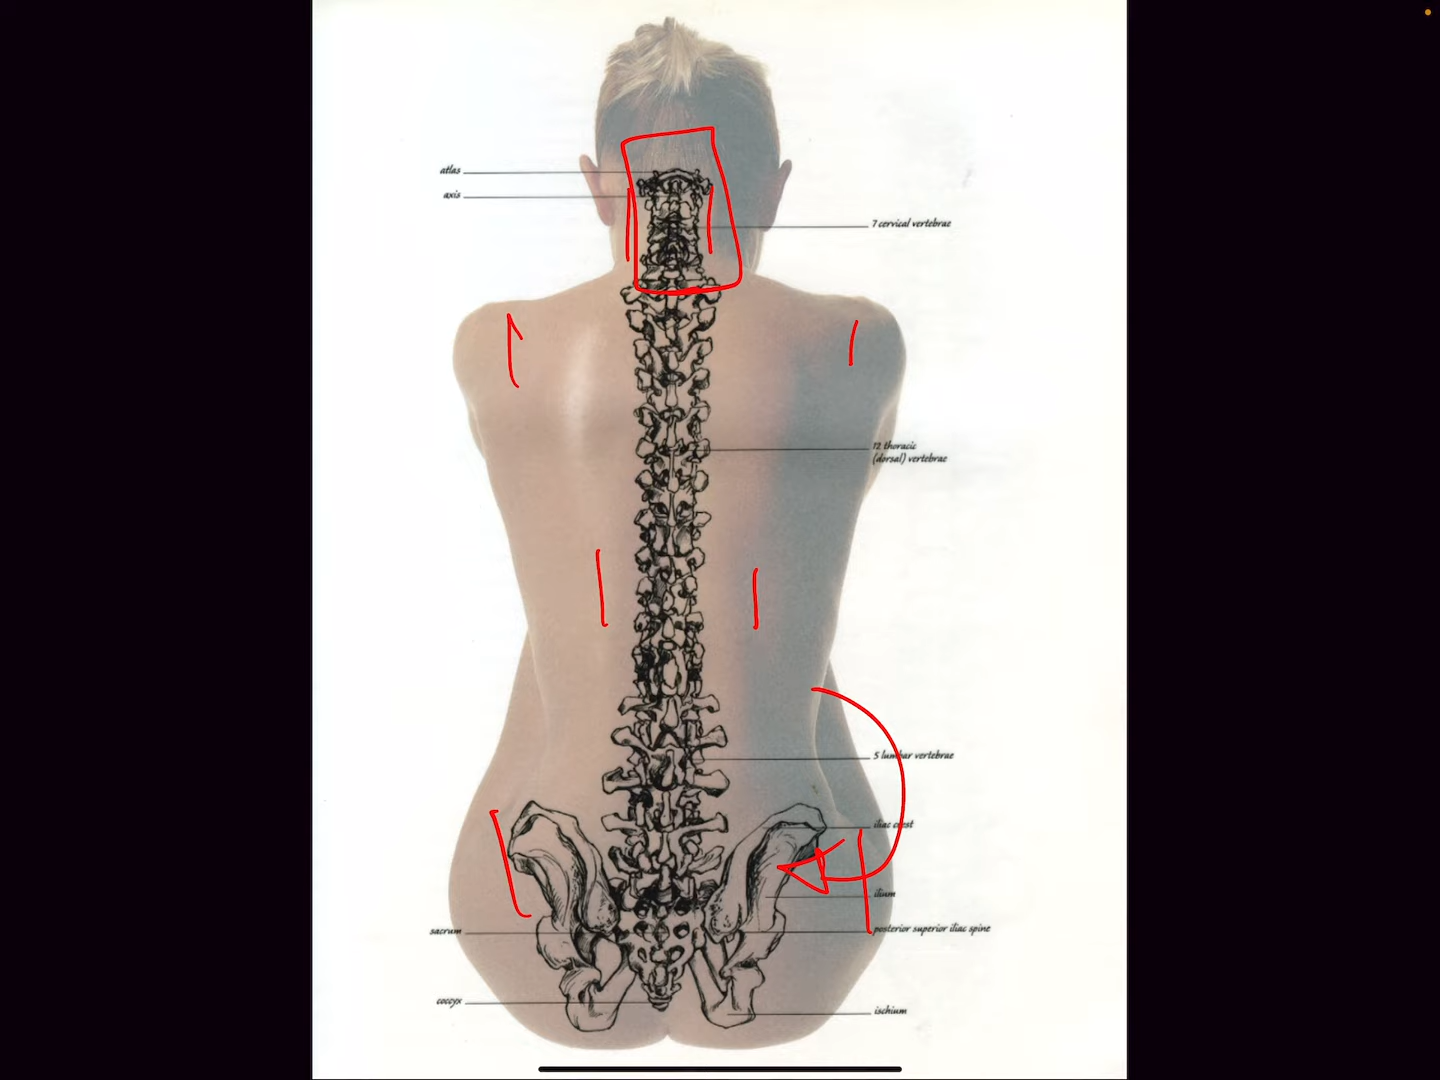 atlas
axis
7 cervical vertebrae
12 thoracic
(dorsal) vertebrae
5 lumbar vertebrae
iliac crest
ilium
sacrum
posterior superior iliac spine
coccyx
ischium